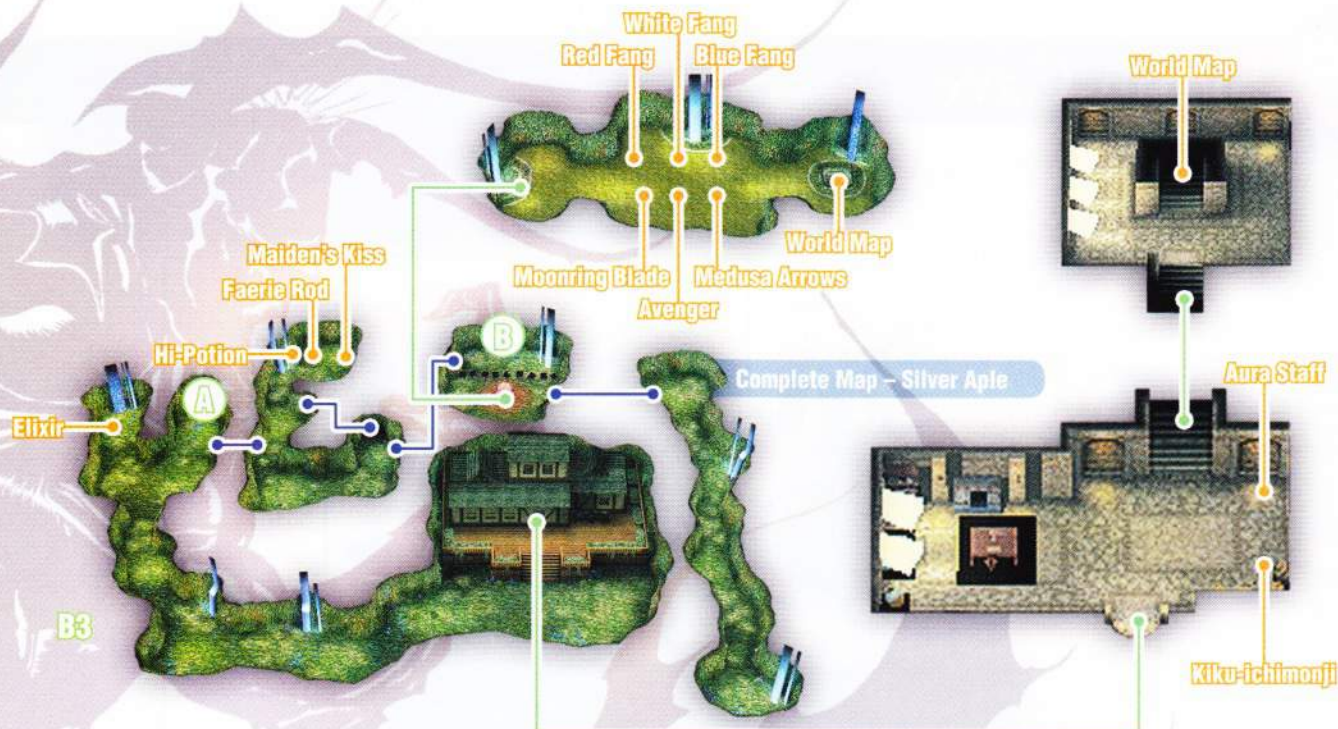 White Fang
Red Fang
Blue Fang
World Map
World Map
Moonring Blade
Medusa Arrows
Avenger
Maiden's Kiss
Faerie Rod
Hi-Potion
B
A
Complete Map – Silver Aple
Elixir
Aura Staff
B3
Kiku-ichimonji